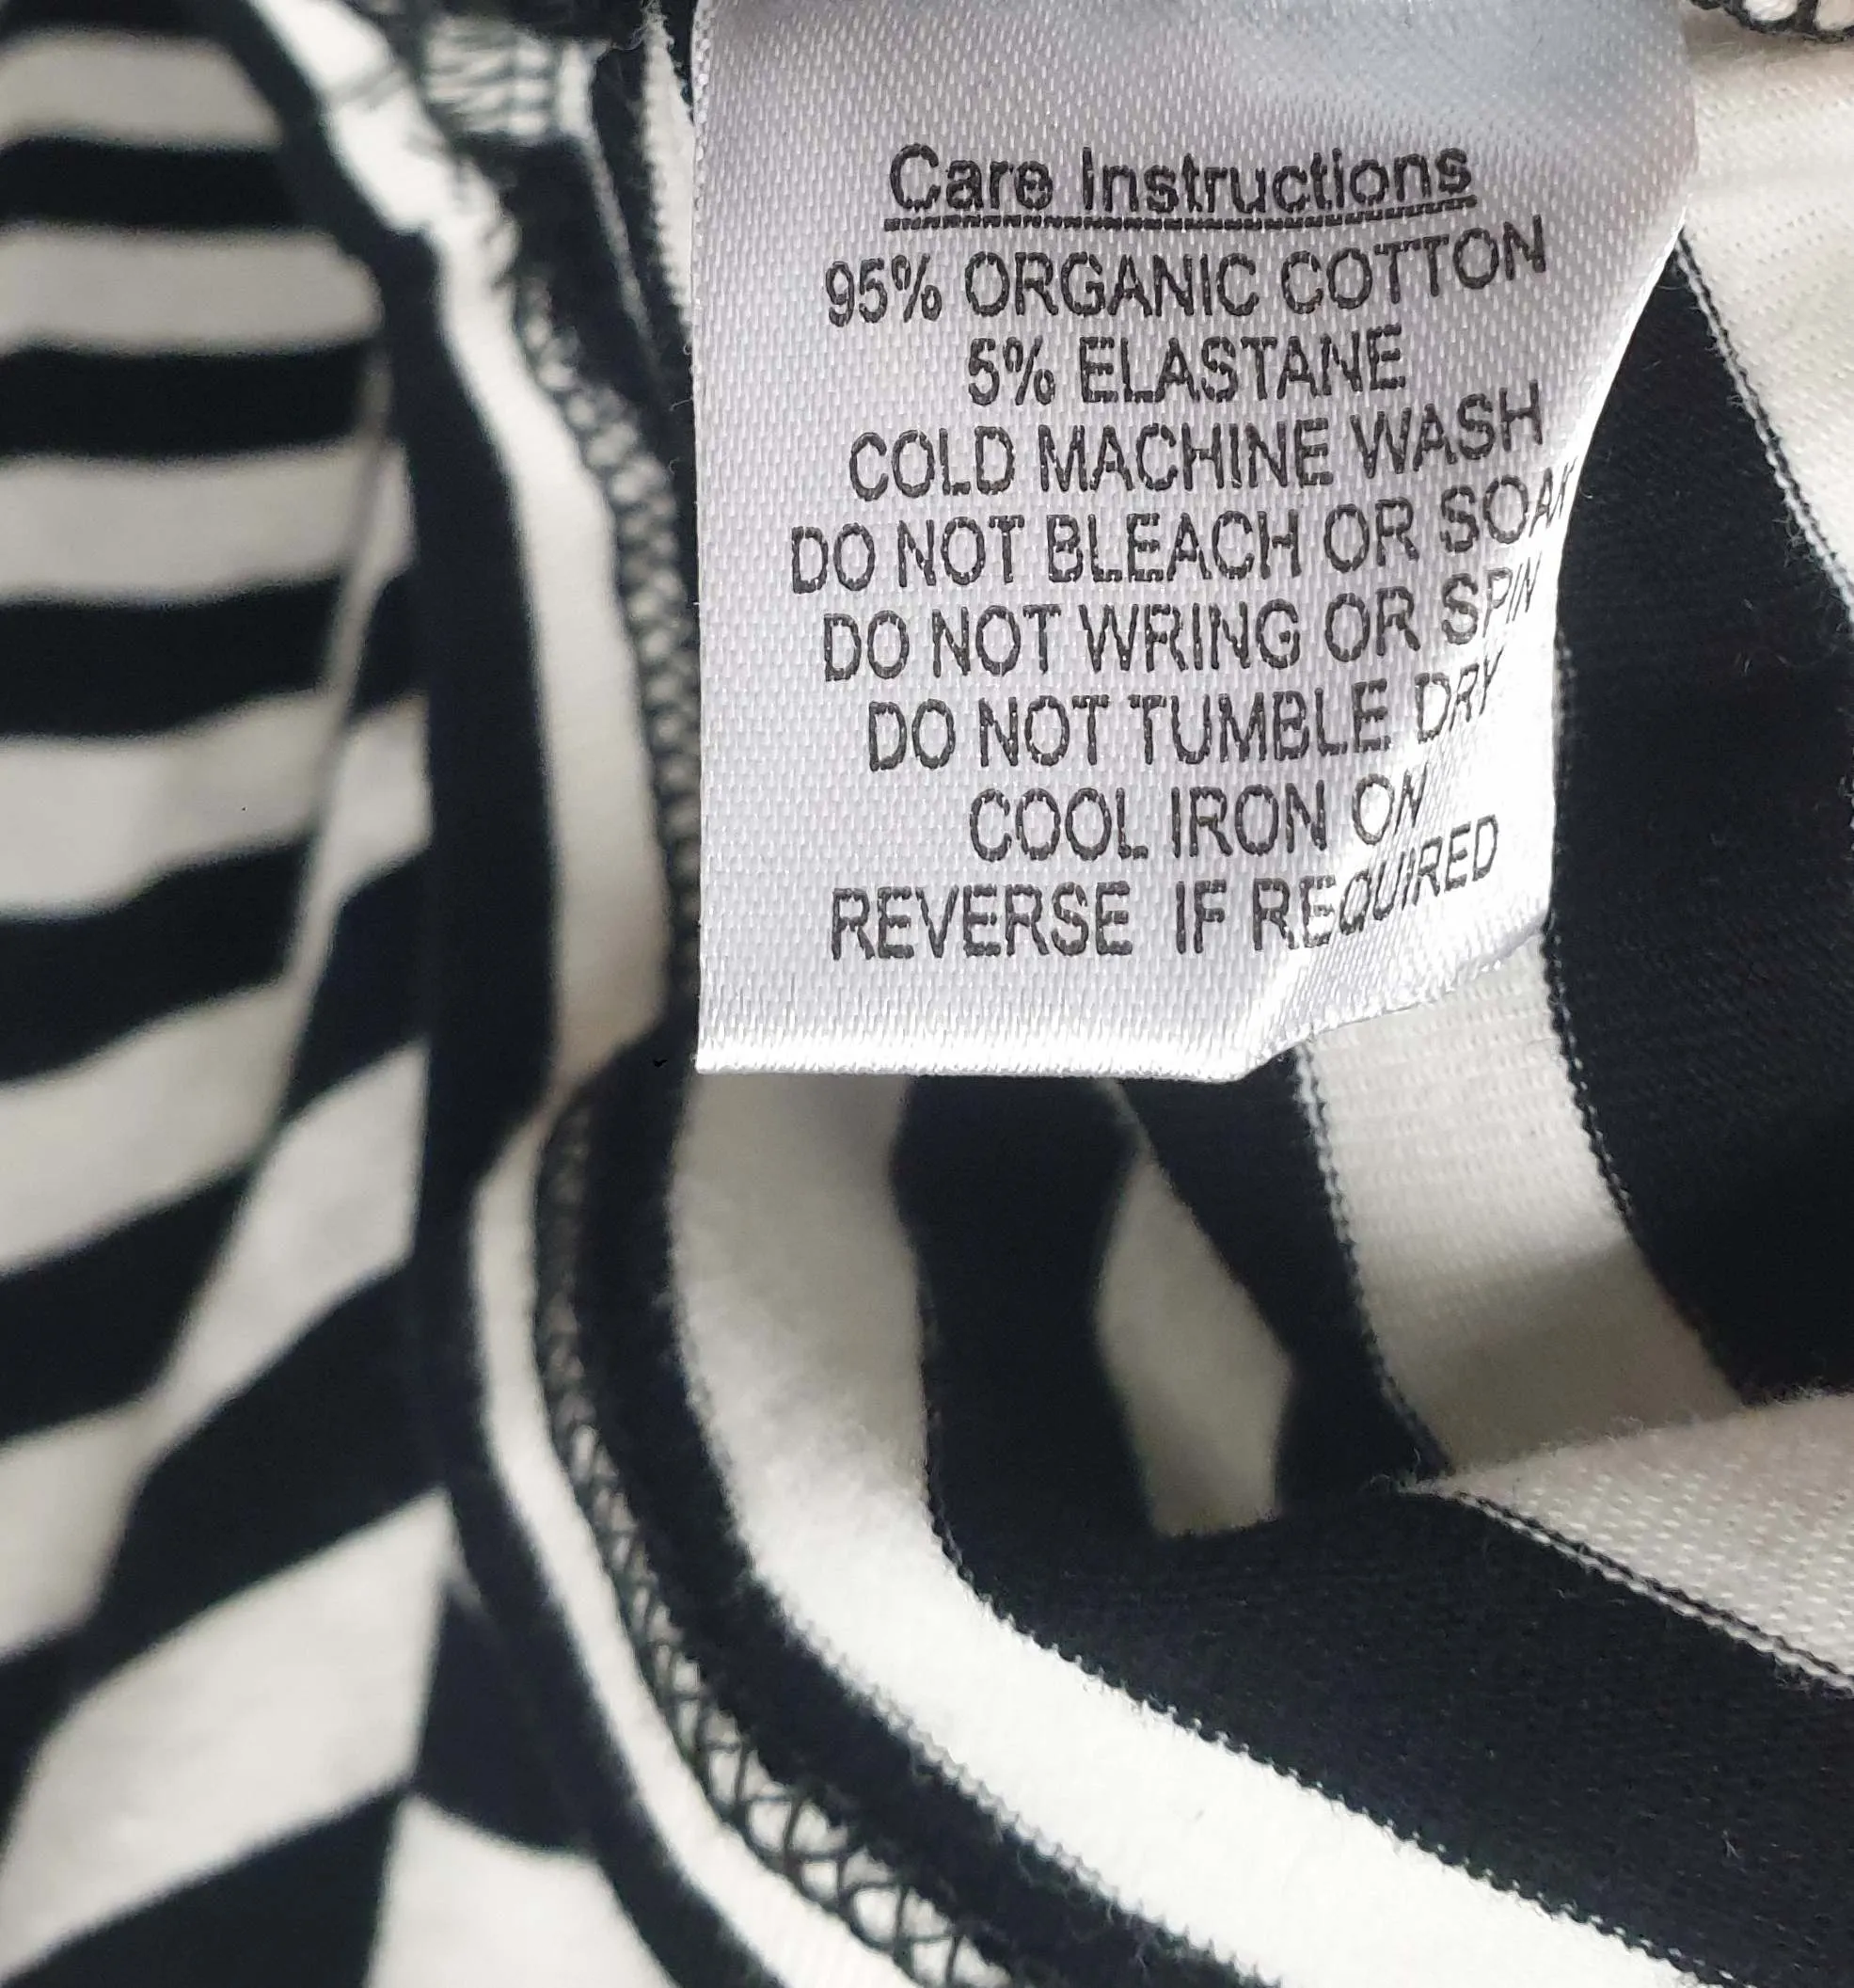 Care Instructions
95% ORGANIC COTTON
5% ELASTANE
COLD MACHINE WASH
DO NOT BLEACH OR SOAK
DO NOT WRING OR SPIN
DO NOT TUMBLE DRY
COOL IRON ON
REVERSE IF REQUIRED